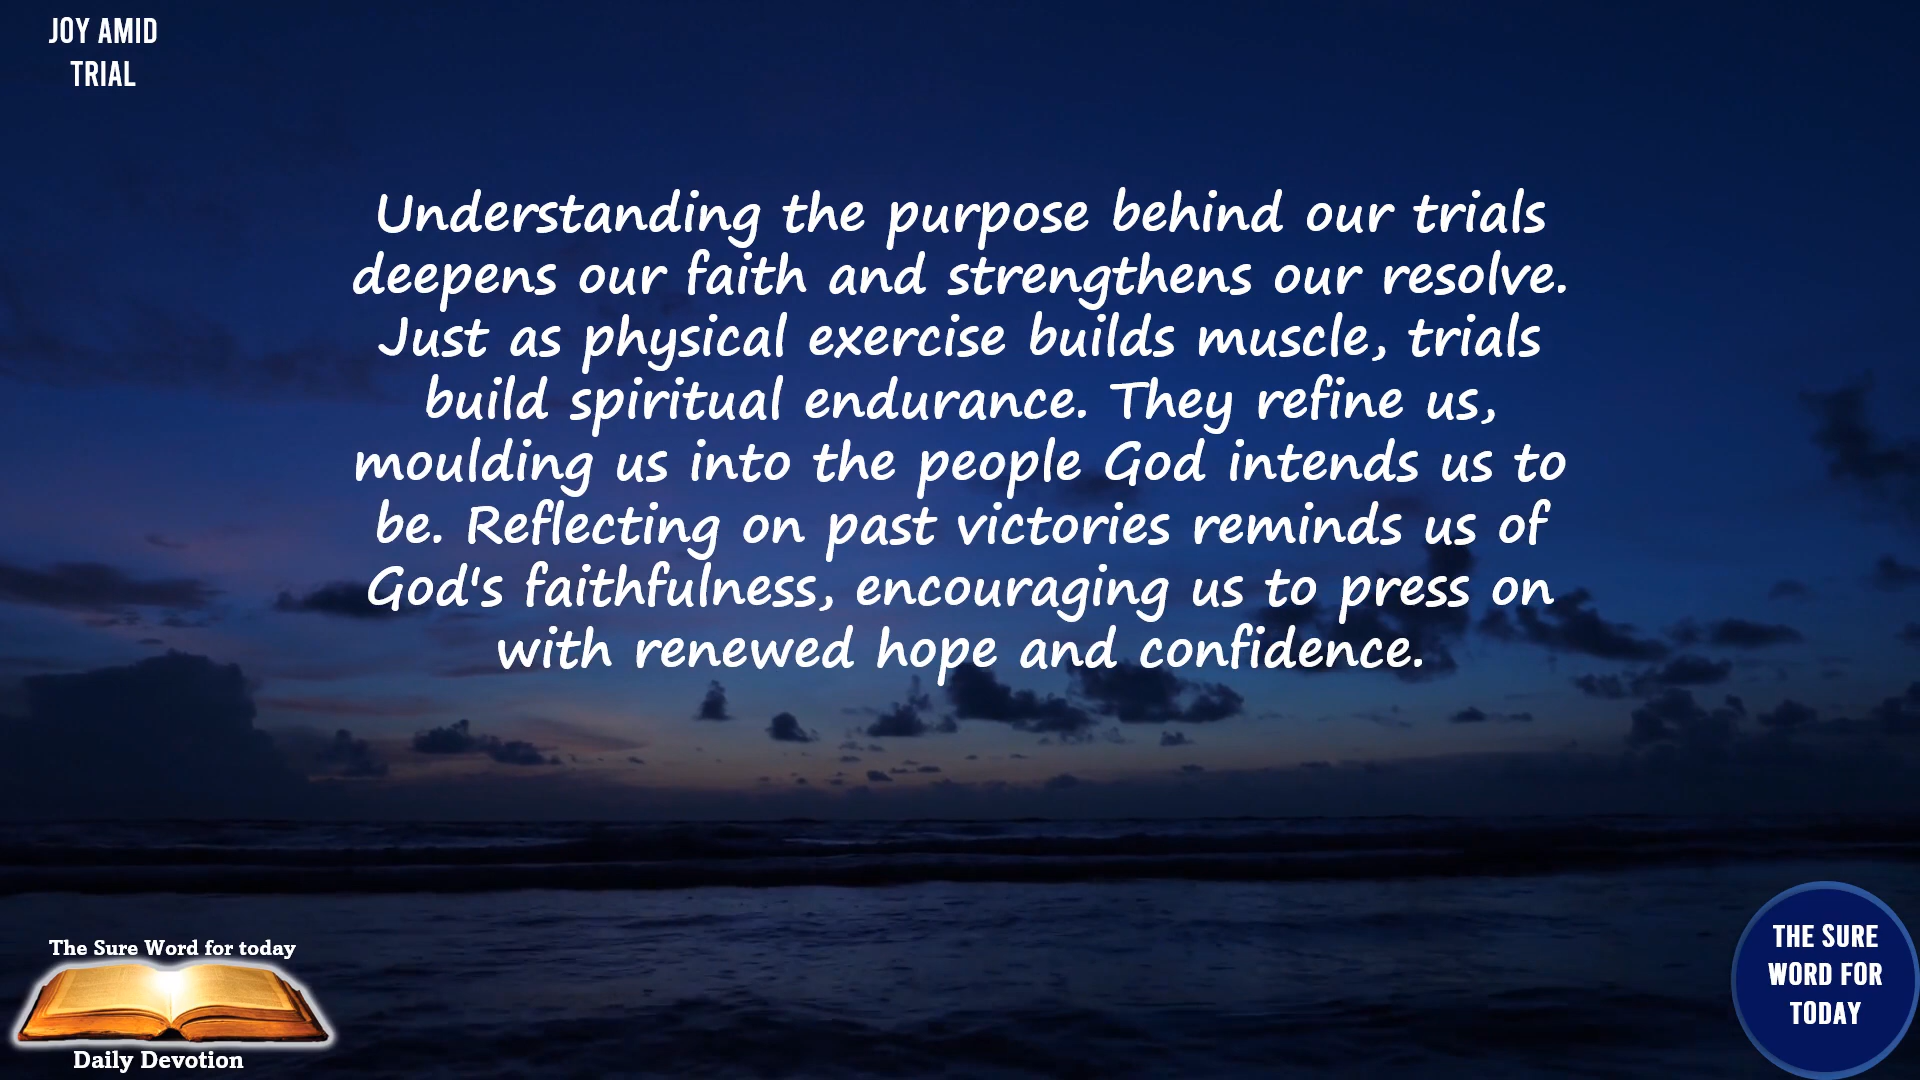 JOY AMID
TRIAL
Understanding the purpose behind our trials
deepens our faith and strengthens our resolve.
Just as physical exercise builds muscle, trials
build spiritual endurance. They refine us,
moulding us into the people God intends us to
be. Reflecting on past victories reminds us of
God's faithfulness, encouraging us to press on
with renewed hope and confidence.
The Sure Word for today
Daily Devotion
THE SURE
WORD FOR
TODAY